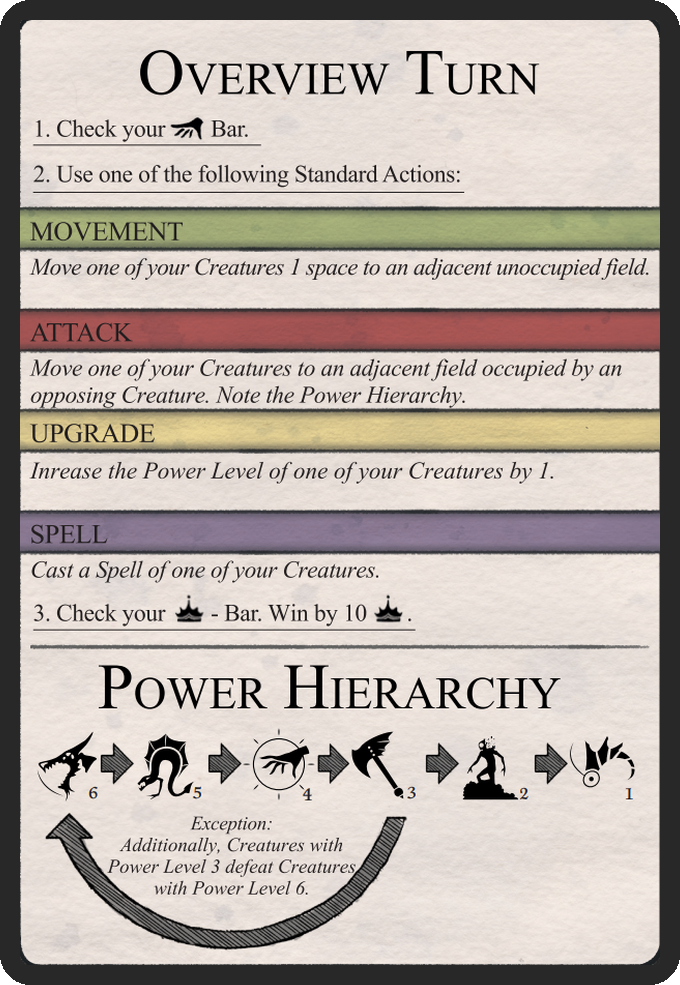 OVERVIEW TURN
1. Check your Bar.
2. Use one of the following Standard Actions:
MOVEMENT
Move one of your Creatures 1 space to an adjacent unoccupied field.
ATTACK
Move one of your Creatures to an adjacent field occupied by an
opposing Creature. Note the Power Hierarchy.
UPGRADE
Inrease the Power Level of one of your Creatures by 1.
SPELL
Cast a Spell of one of your Creatures.
3. Check your - Bar. Win by 10 .
POWER HIERARCHY
6 5 4 3 2 1
Exception:
Additionally, Creatures with
Power Level 3 defeat Creatures
with Power Level 6.